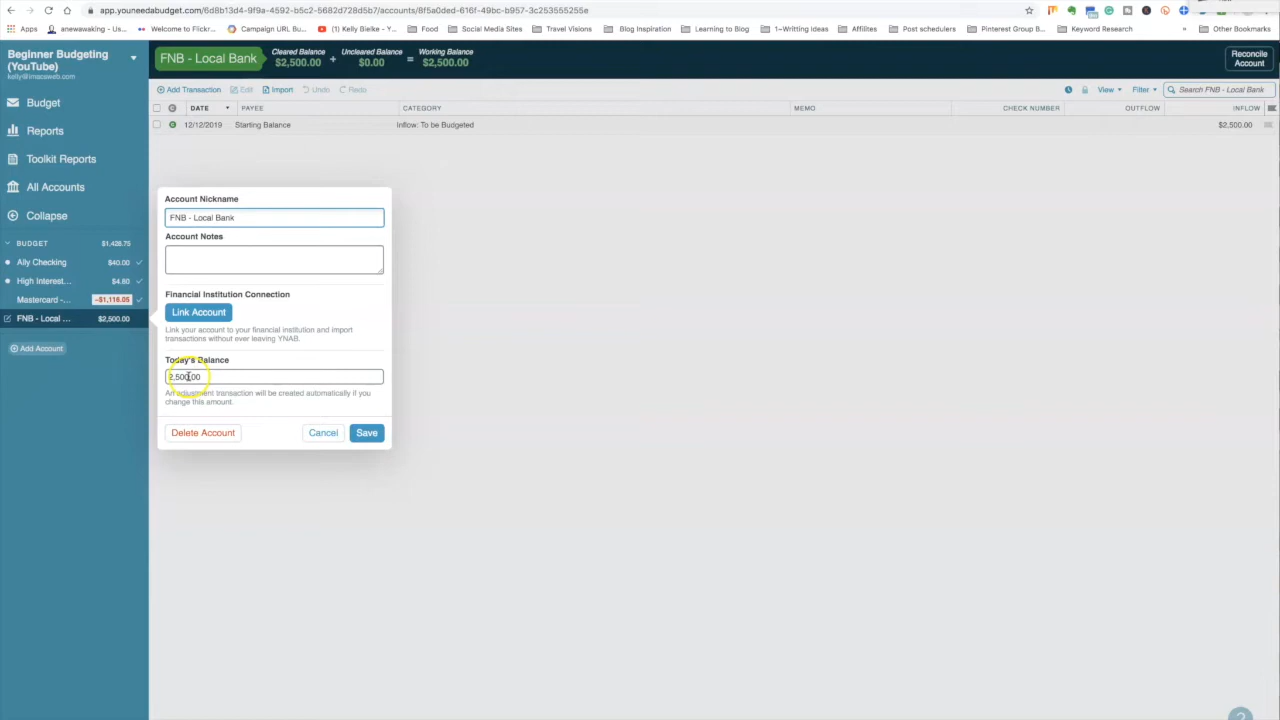 app.youneedabudget.com/6d8b13d4-9f9a-4592-b5c2-5682d728d5b7/accounts/8f5a0ded-616f-49bc-b957-3c253555255e
Apps
anewawaking - Us...
Welcome to Flickr...
Campaign URL Bu...
(1) Kelly Bielke - Yo...
Food
Social Media Sites
Travel Visions
Blog Inspiration
Learning to Blog
1-Writting Ideas
Affilites
Post schedulers
Pinterest Group B...
Keyword Research
»
Other Bookmarks
Beginner Budgeting
(YouTube)
kelly@imaceweb.com
FNB - Local Bank
Cleared Balance
$2,500.00
+
Uncleared Balance
$0.00
=
Working Balance
$2,500.00
Reconcile
Account
Add Transaction
Edit
Import
Undo
Redo
View
Filter
Search FNB - Local Bank
DATE
PAYEE
CATEGORY
MEMO
CHECK NUMBER
OUTFLOW
INFLOW
12/12/2019
Starting Balance
Inflow: To be Budgeted
$2,500.00
Budget
Reports
Toolkit Reports
All Accounts
Collapse
BUDGET $1,428.75
Ally Checking $40.00
High Interest... $4.80
Mastercard -... -$1,116.05
FNB - Local ... $2,500.00
Add Account
Account Nickname
FNB - Local Bank
Account Notes
Financial Institution Connection
Link Account
Link your account to your financial institution and import
transactions without ever leaving YNAB.
Today's Balance
2,500.00
An adjustment transaction will be created automatically if you
change this amount.
Delete Account
Cancel
Save
?